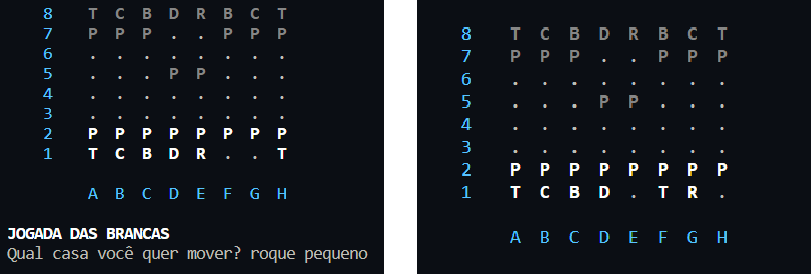 8 T C B D R B C T
7 P P P . . P P P
6 . . . . . . . .
5 . . . P P . . .
4 . . . . . . . .
3 . . . . . . . .
2 P P P P P P P P
1 T C B D R . . T
A B C D E F G H
JOGADA DAS BRANCAS
Qual casa você quer mover? roque pequeno
8 T C B D R B C T
7 P P P . . P P P
6 . . . . . . . .
5 . . . P P . . .
4 . . . . . . . .
3 . . . . . . . .
2 P P P P P P P P
1 T C B D . T R .
A B C D E F G H